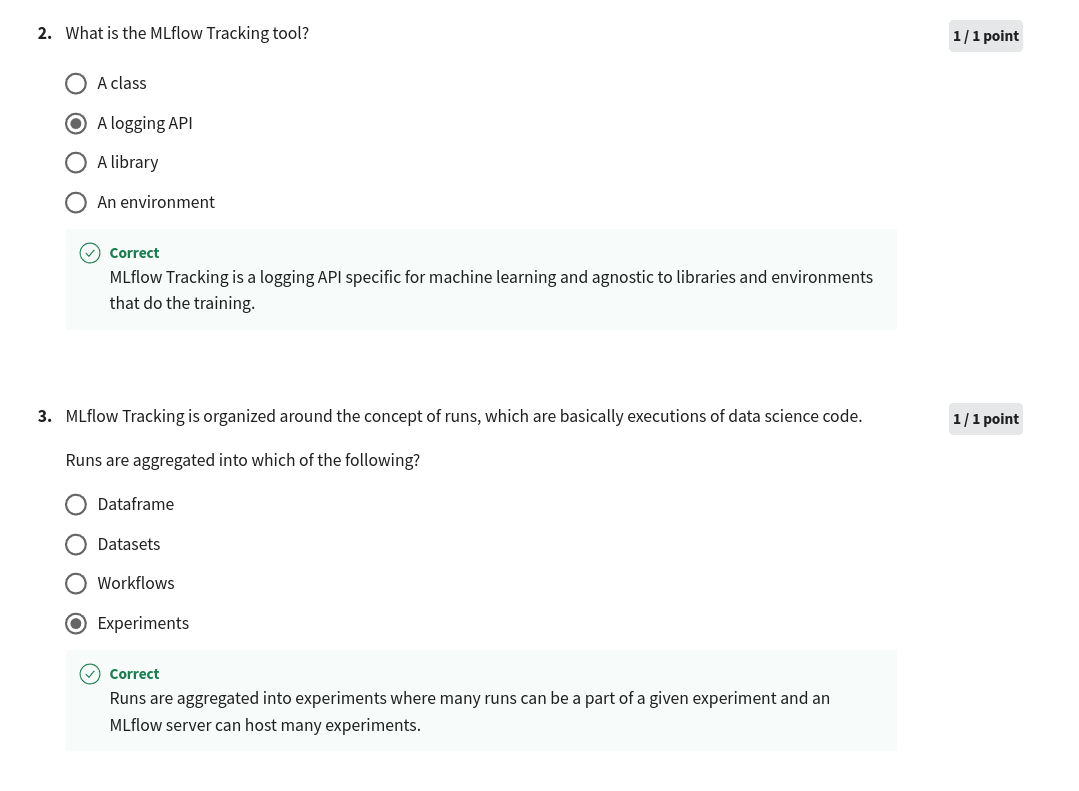 2. What is the MLflow Tracking tool?
1 / 1 point
A class
A logging API
A library
An environment
Correct
MLflow Tracking is a logging API specific for machine learning and agnostic to libraries and environments
that do the training.
3. MLflow Tracking is organized around the concept of runs, which are basically executions of data science code.
1 / 1 point
Runs are aggregated into which of the following?
Dataframe
Datasets
Workflows
Experiments
Correct
Runs are aggregated into experiments where many runs can be a part of a given experiment and an
MLflow server can host many experiments.